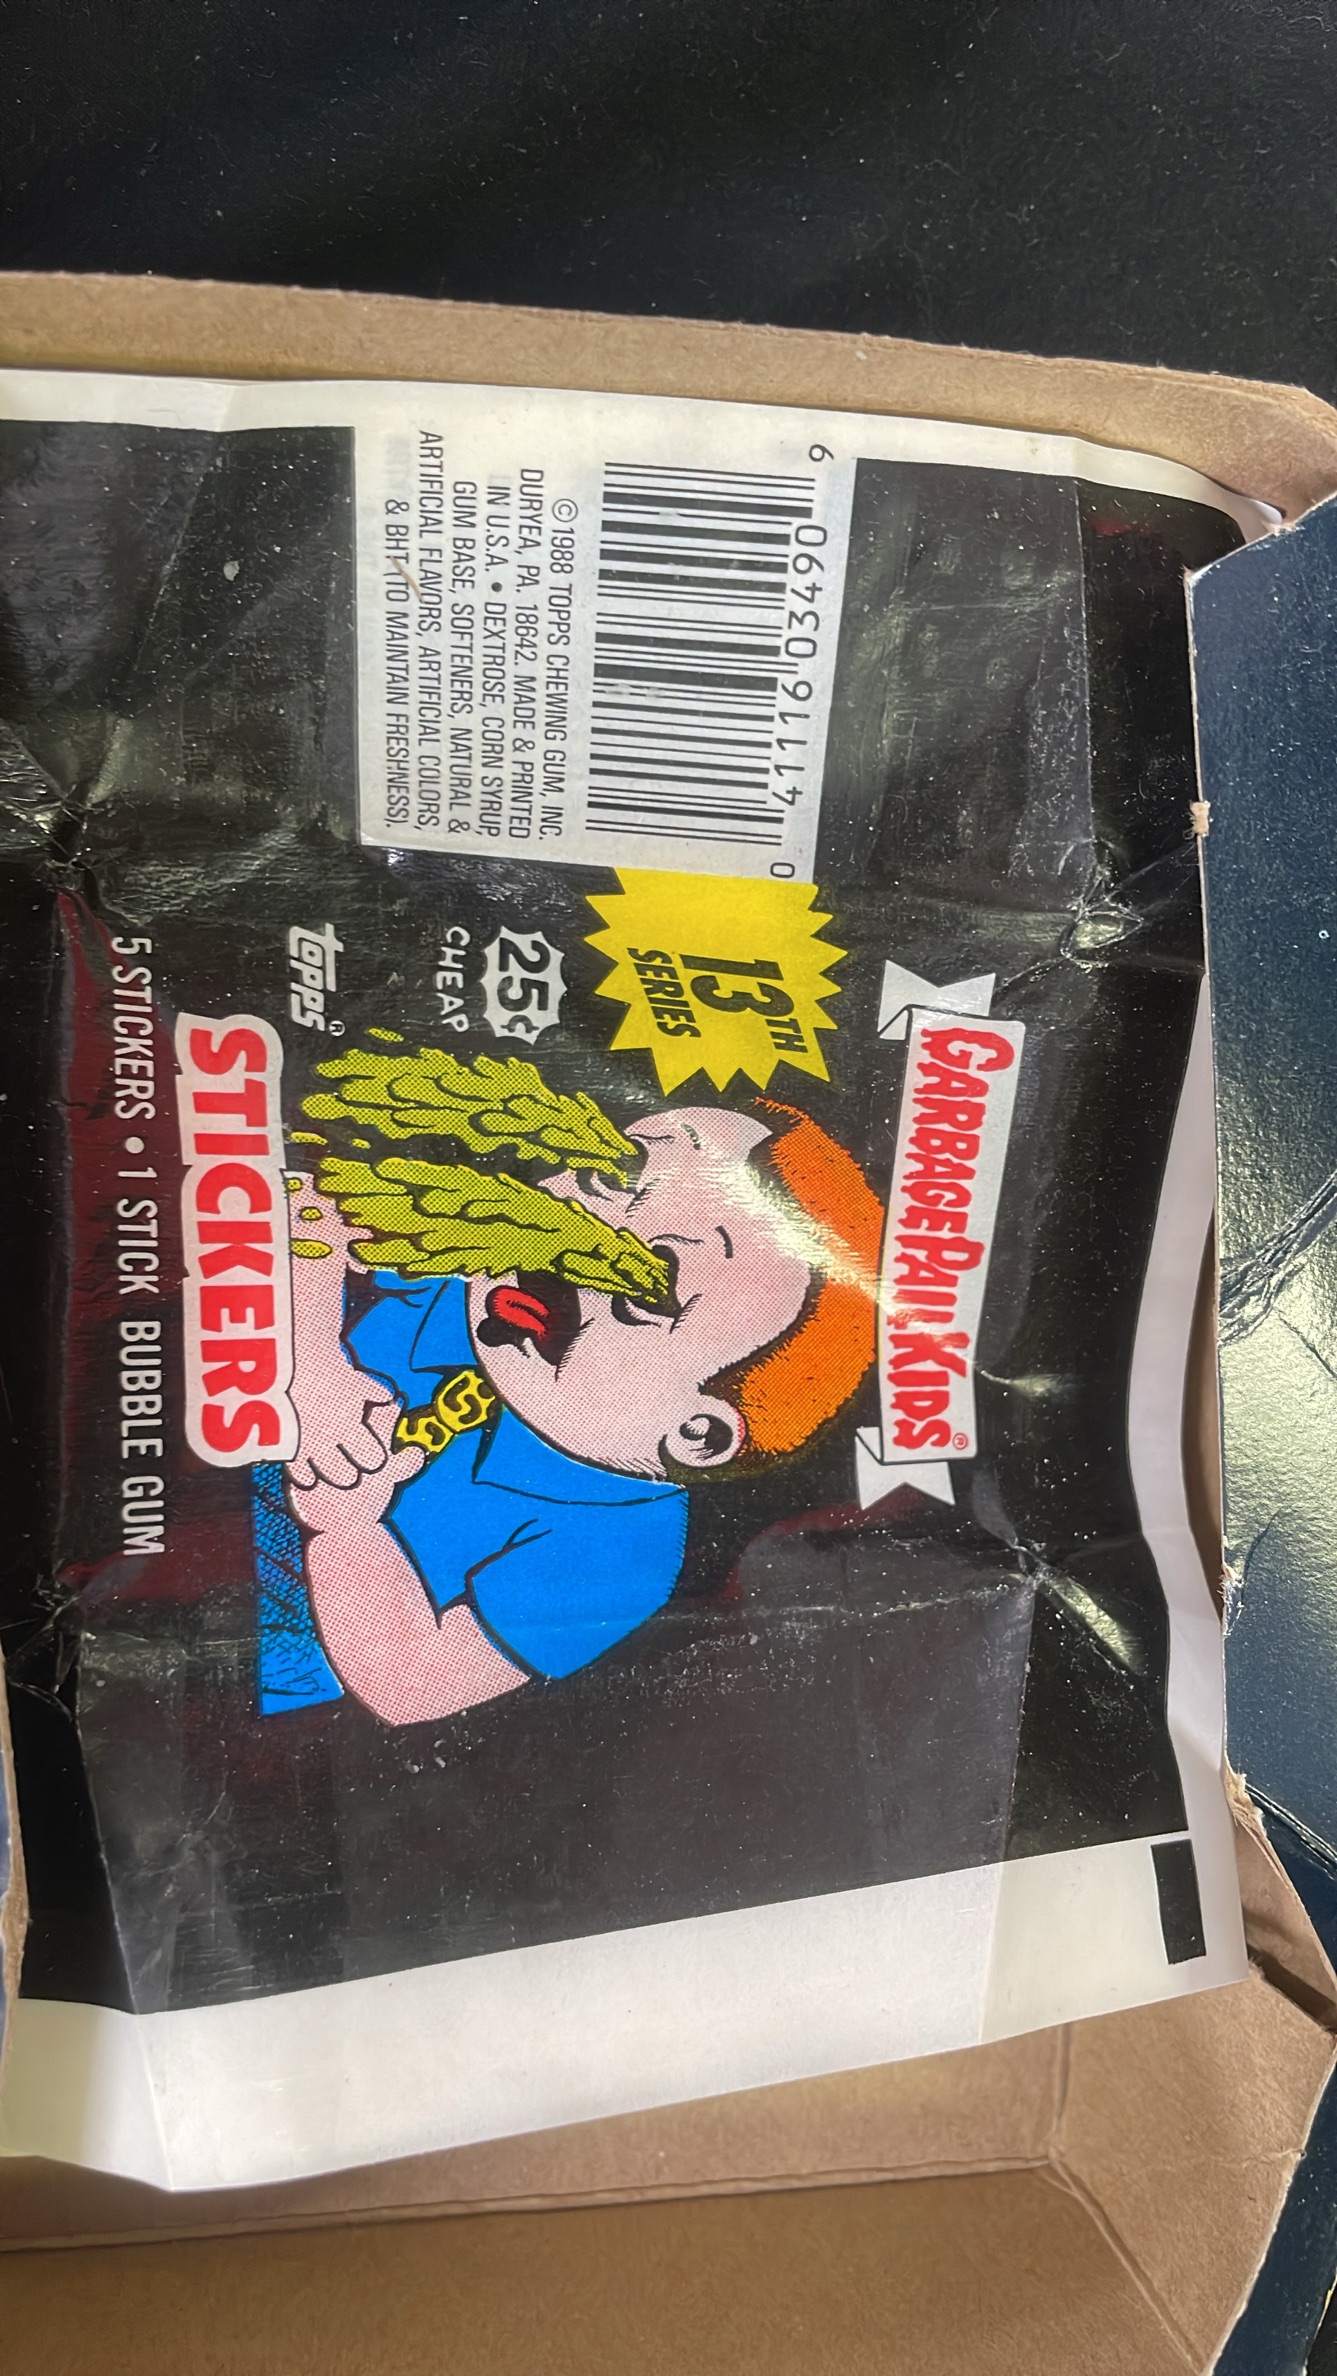 GARBAGE PAIL KIDS®
13TH
SERIES
25¢
CHEAP
topps®
STICKERS
5 STICKERS • 1 STICK BUBBLE GUM
6 03490 41116 0
© 1988 TOPPS CHEWING GUM, INC.
DURYEA, PA. 18642. MADE & PRINTED
IN U.S.A. • DEXTROSE, CORN SYRUP,
GUM BASE, SOFTENERS, NATURAL &
ARTIFICIAL FLAVORS, ARTIFICIAL COLORS,
& BHT (TO MAINTAIN FRESHNESS).